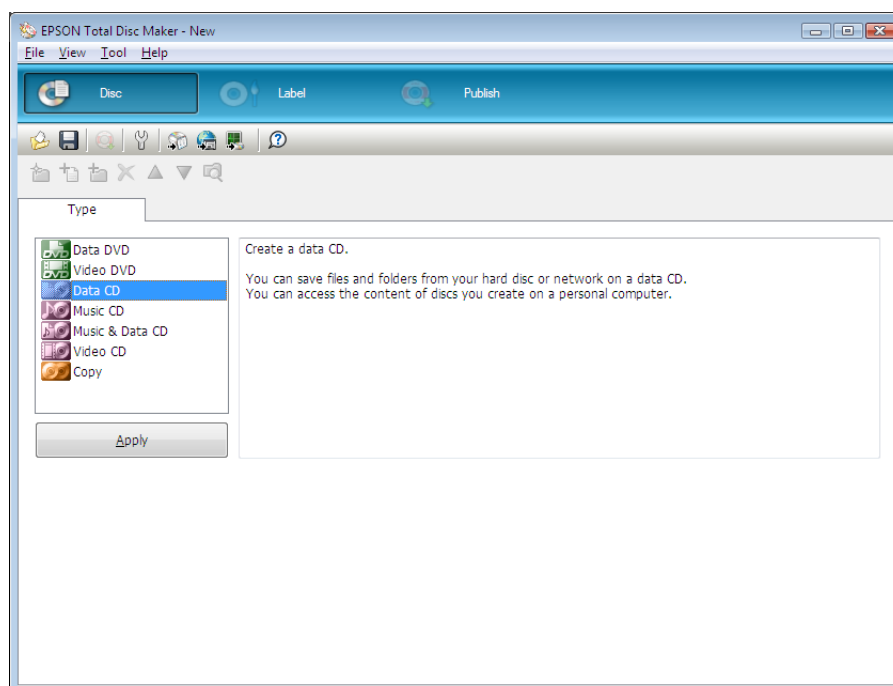 EPSON Total Disc Maker - New
File View Tool Help
Disc Label Publish
Type
Data DVD
Video DVD
Data CD
Music CD
Music & Data CD
Video CD
Copy
Apply
Create a data CD.
You can save files and folders from your hard disc or network on a data CD.
You can access the content of discs you create on a personal computer.